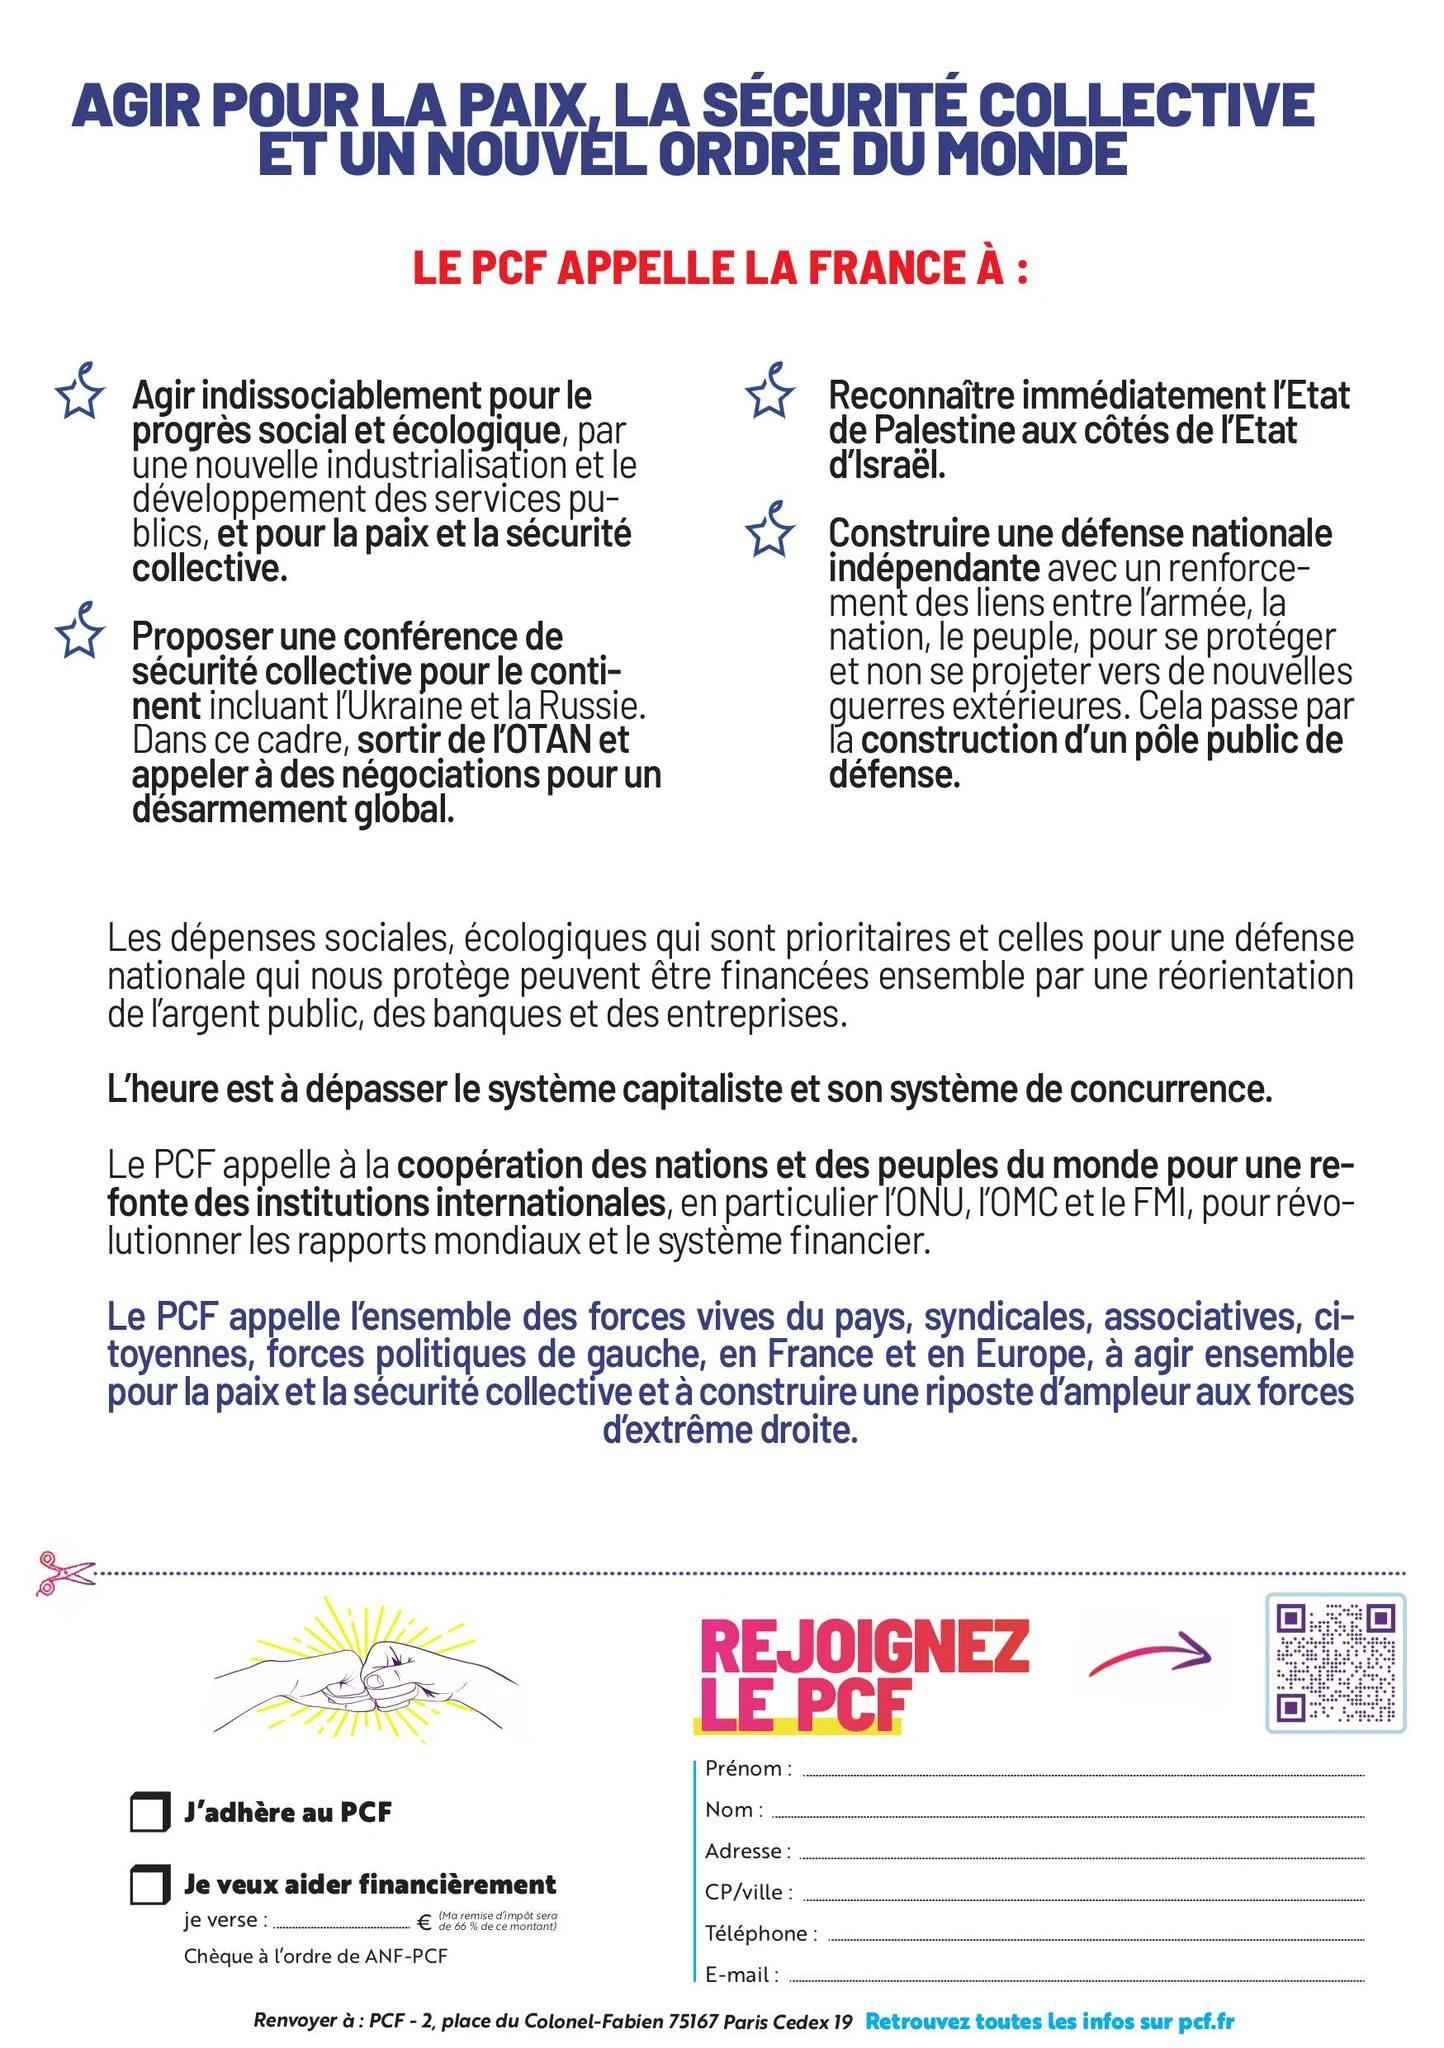 AGIR POUR LA PAIX, LA SÉCURITÉ COLLECTIVE
ET UN NOUVEL ORDRE DU MONDE
LE PCF APPELLE LA FRANCE À :
Agir indissociablement pour le
progrès social et écologique, par
une nouvelle industrialisation et le
développement des services pu-
blics, et pour la paix et la sécurité
collective.
Proposer une conférence de
sécurité collective pour le conti-
nent incluant l’Ukraine et la Russie.
Dans ce cadre, sortir de l’OTAN et
appeler à des négociations pour un
désarmement global.
Reconnaître immédiatement l’Etat
de Palestine aux côtés de l’Etat
d’Israël.
Construire une défense nationale
indépendante avec un renforce-
ment des liens entre l’armée, la
nation, le peuple, pour se protéger
et non se projeter vers de nouvelles
guerres extérieures. Cela passe par
la construction d’un pôle public de
défense.
Les dépenses sociales, écologiques qui sont prioritaires et celles pour une défense
nationale qui nous protège peuvent être financées ensemble par une réorientation
de l’argent public, des banques et des entreprises.
L’heure est à dépasser le système capitaliste et son système de concurrence.
Le PCF appelle à la coopération des nations et des peuples du monde pour une re-
fonte des institutions internationales, en particulier l’ONU, l’OMC et le FMI, pour révo-
lutionner les rapports mondiaux et le système financier.
Le PCF appelle l’ensemble des forces vives du pays, syndicales, associatives, ci-
toyennes, forces politiques de gauche, en France et en Europe, à agir ensemble
pour la paix et la sécurité collective et à construire une riposte d’ampleur aux forces
d’extrême droite.
REJOIGNEZ
LE PCF
J’adhère au PCF
Je veux aider financièrement
je verse : € (Ma remise d’impôt sera
de 66 % de ce montant)
Chèque à l’ordre de ANF-PCF
Prénom :
Nom :
Adresse :
CP/ville :
Téléphone :
E-mail :
Renvoyer à : PCF - 2, place du Colonel-Fabien 75167 Paris Cedex 19 Retrouvez toutes les infos sur pcf.fr